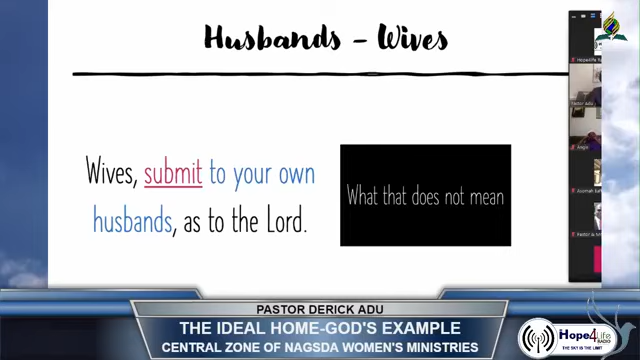 Husbands - Wives
Wives, submit to your own
husbands, as to the Lord.
What that does not mean
PASTOR DERICK ADU
THE IDEAL HOME-GOD'S EXAMPLE
CENTRAL ZONE OF NAGSDA WOMEN'S MINISTRIES
Hope4Life
RADIO
THE SKY IS THE LIMIT